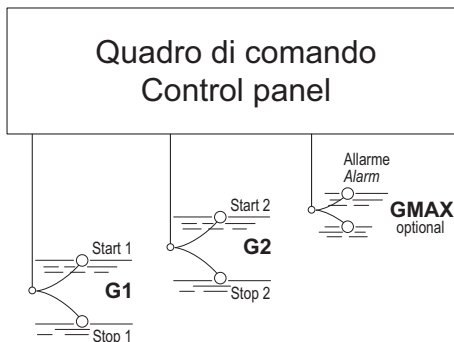 Quadro di comando
Control panel
Allarme
Alarm
GMAX
optional
Start 2
G2
Stop 2
Start 1
G1
Stop 1